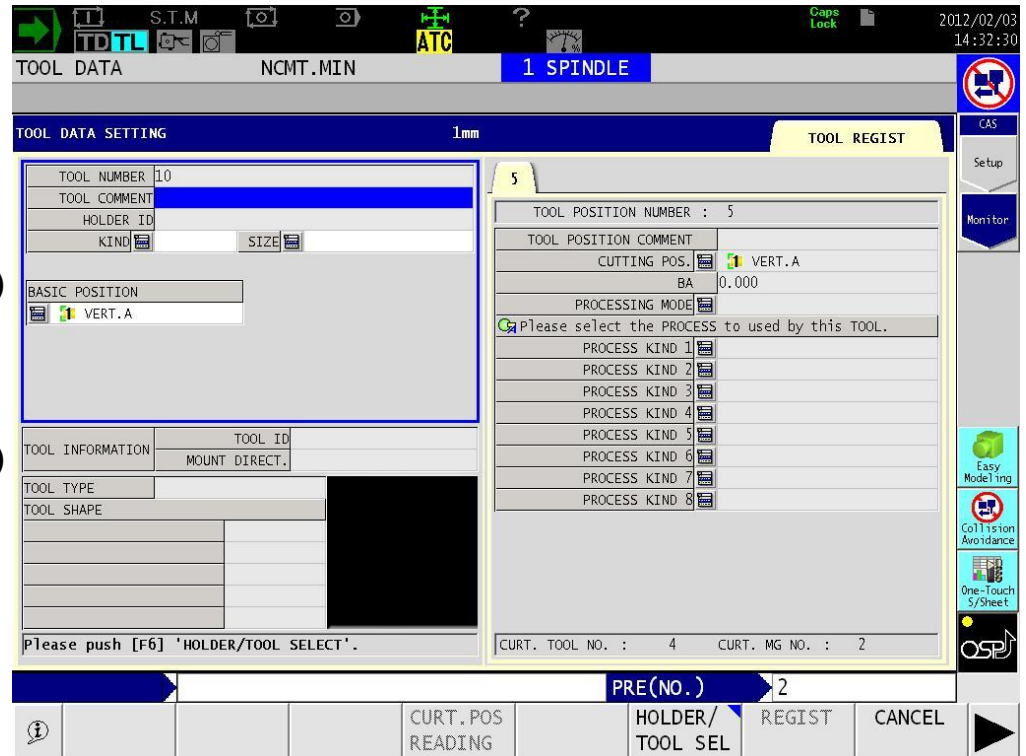 S.T.M ? Caps Lock 2012/02/03
TD TL ATC % 14:32:30
TOOL DATA NCMT.MIN 1 SPINDLE
TOOL DATA SETTING 1mm TOOL REGIST
TOOL NUMBER 10
TOOL COMMENT
HOLDER ID
KIND SIZE
BASIC POSITION
1 VERT.A
TOOL INFORMATION TOOL ID
MOUNT DIRECT.
TOOL TYPE
TOOL SHAPE
Please push [F6] 'HOLDER/TOOL SELECT'.
5
TOOL POSITION NUMBER : 5
TOOL POSITION COMMENT
CUTTING POS. 1 VERT.A
BA 0.000
PROCESSING MODE
Please select the PROCESS to used by this TOOL.
PROCESS KIND 1
PROCESS KIND 2
PROCESS KIND 3
PROCESS KIND 4
PROCESS KIND 5
PROCESS KIND 6
PROCESS KIND 7
PROCESS KIND 8
CURT. TOOL NO. : 4 CURT. MG NO. : 2
CAS
Setup
Monitor
Easy
Modeling
Collision
Avoidance
One-Touch
S/Sheet
OSP
PRE(NO.) 2
CURT.POS
READING
HOLDER/
TOOL SEL
REGIST
CANCEL
)
)